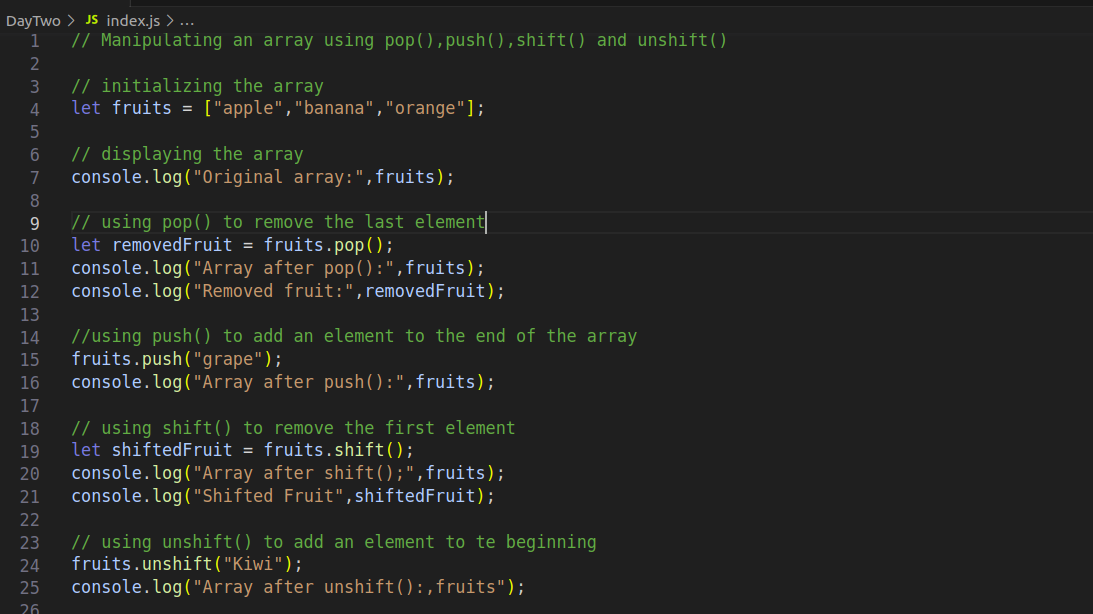 DayTwo > JS index.js > ...
1 // Manipulating an array using pop(),push(),shift() and unshift()
2
3 // initializing the array
4 let fruits = ["apple","banana","orange"];
5
6 // displaying the array
7 console.log("Original array:",fruits);
8
9 // using pop() to remove the last element
10 let removedFruit = fruits.pop();
11 console.log("Array after pop():",fruits);
12 console.log("Removed fruit:",removedFruit);
13
14 //using push() to add an element to the end of the array
15 fruits.push("grape");
16 console.log("Array after push():",fruits);
17
18 // using shift() to remove the first element
19 let shiftedFruit = fruits.shift();
20 console.log("Array after shift();",fruits);
21 console.log("Shifted Fruit",shiftedFruit);
22
23 // using unshift() to add an element to te beginning
24 fruits.unshift("Kiwi");
25 console.log("Array after unshift():,fruits");
26